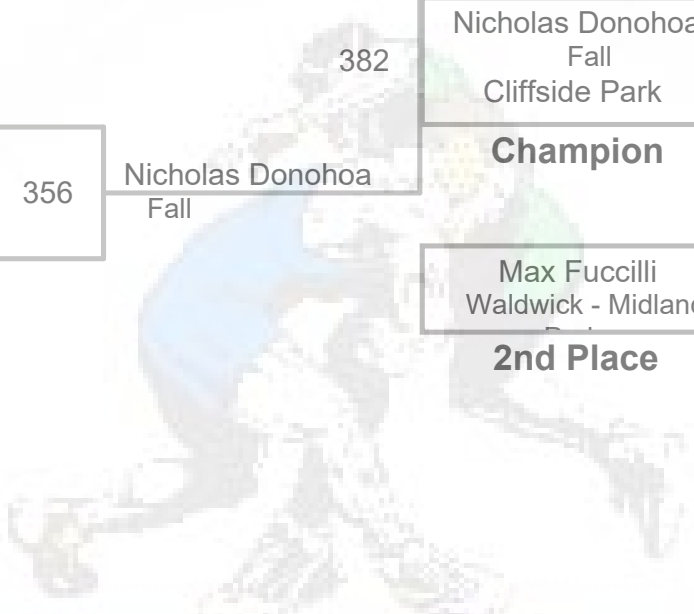 Nicholas Donohoa
382
Fall
Cliffside Park
Champion
356
Nicholas Donohoa
Fall
Max Fuccilli
Waldwick - Midland
2nd Place